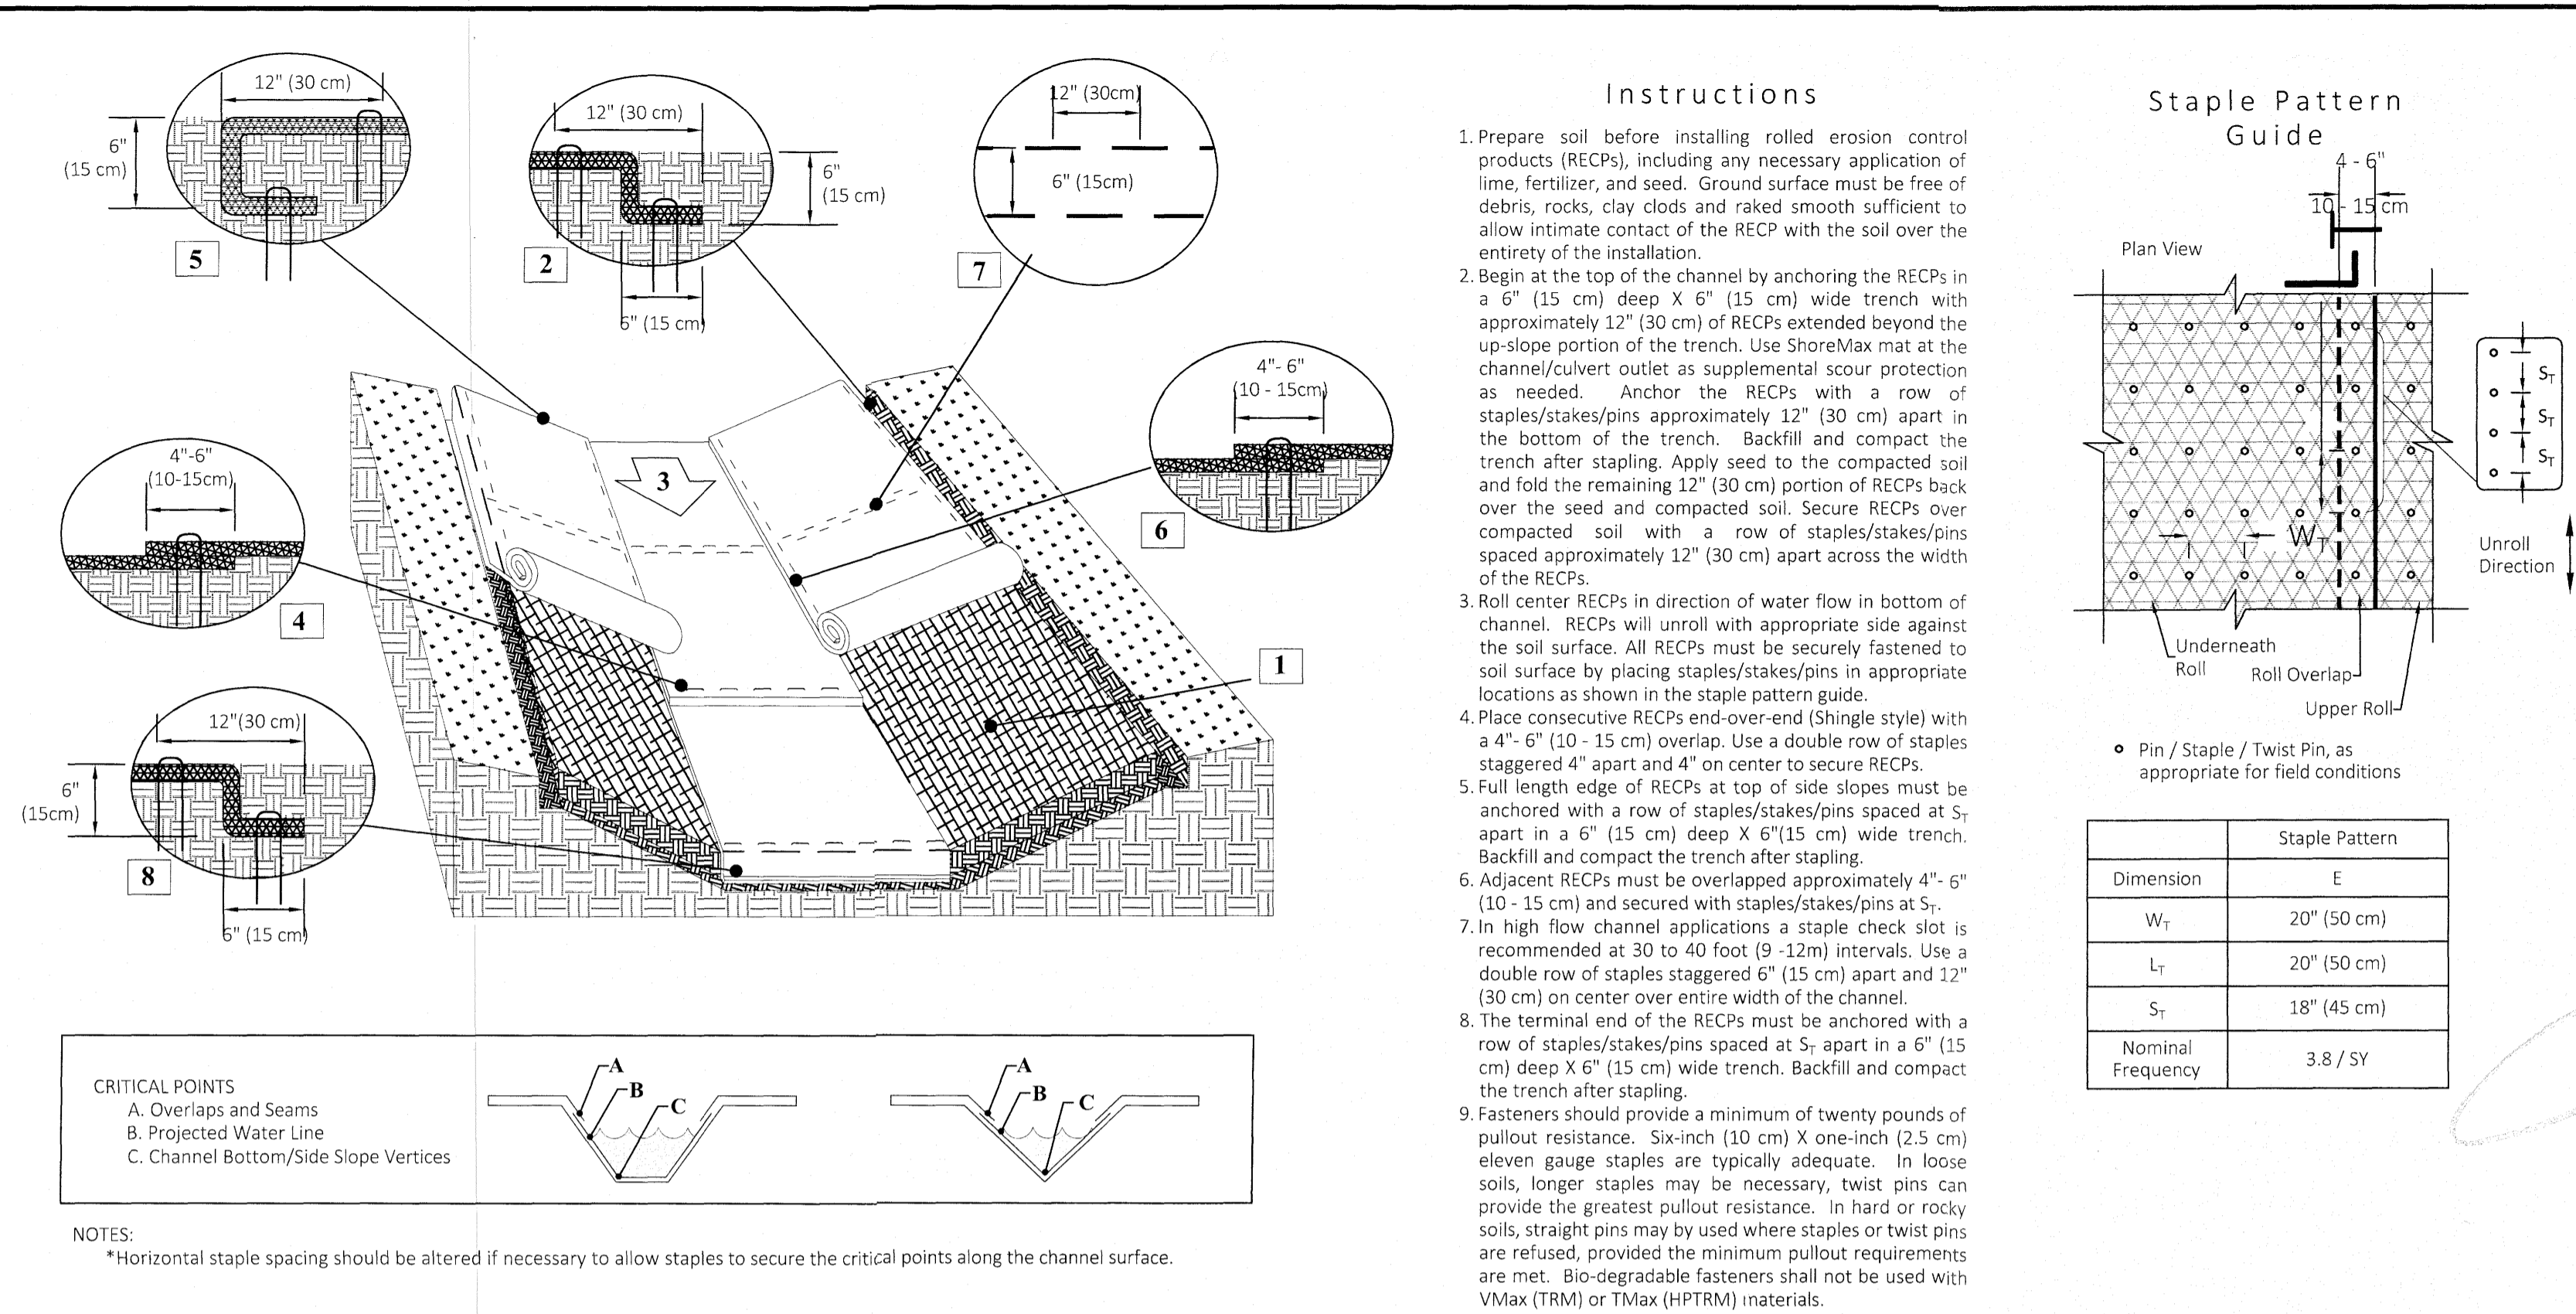 12" (30 cm)
6"
(15 cm)
5
12" (30 cm)
6"
(15 cm)
2
6" (15 cm)
12" (30cm)
6" (15cm)
7
4"- 6"
(10 - 15cm)
6
3
4"-6"
(10-15cm)
4
1
12"(30 cm)
6"
(15cm)
8
6" (15 cm)
CRITICAL POINTS
A. Overlaps and Seams
B. Projected Water Line
C. Channel Bottom/Side Slope Vertices
A
B
C
A
B
C
NOTES:
*Horizontal staple spacing should be altered if necessary to allow staples to secure the critical points along the channel surface.
Instructions
1. Prepare soil before installing rolled erosion control
products (RECPs), including any necessary application of
lime, fertilizer, and seed. Ground surface must be free of
debris, rocks, clay clods and raked smooth sufficient to
allow intimate contact of the RECP with the soil over the
entirety of the installation.
2. Begin at the top of the channel by anchoring the RECPs in
a 6" (15 cm) deep X 6" (15 cm) wide trench with
approximately 12" (30 cm) of RECPs extended beyond the
up-slope portion of the trench. Use ShoreMax mat at the
channel/culvert outlet as supplemental scour protection
as needed. Anchor the RECPs with a row of
staples/stakes/pins approximately 12" (30 cm) apart in
the bottom of the trench. Backfill and compact the
trench after stapling. Apply seed to the compacted soil
and fold the remaining 12" (30 cm) portion of RECPs back
over the seed and compacted soil. Secure RECPs over
compacted soil with a row of staples/stakes/pins
spaced approximately 12" (30 cm) apart across the width
of the RECPs.
3. Roll center RECPs in direction of water flow in bottom of
channel. RECPs will unroll with appropriate side against
the soil surface. All RECPs must be securely fastened to
soil surface by placing staples/stakes/pins in appropriate
locations as shown in the staple pattern guide.
4. Place consecutive RECPs end-over-end (Shingle style) with
a 4"- 6" (10 - 15 cm) overlap. Use a double row of staples
staggered 4" apart and 4" on center to secure RECPs.
5. Full length edge of RECPs at top of side slopes must be
anchored with a row of staples/stakes/pins spaced at ST
apart in a 6" (15 cm) deep X 6"(15 cm) wide trench.
Backfill and compact the trench after stapling.
6. Adjacent RECPs must be overlapped approximately 4"- 6"
(10 - 15 cm) and secured with staples/stakes/pins at ST.
7. In high flow channel applications a staple check slot is
recommended at 30 to 40 foot (9 -12m) intervals. Use a
double row of staples staggered 6" (15 cm) apart and 12"
(30 cm) on center over entire width of the channel.
8. The terminal end of the RECPs must be anchored with a
row of staples/stakes/pins spaced at ST apart in a 6" (15
cm) deep X 6" (15 cm) wide trench. Backfill and compact
the trench after stapling.
9. Fasteners should provide a minimum of twenty pounds of
pullout resistance. Six-inch (10 cm) X one-inch (2.5 cm)
eleven gauge staples are typically adequate. In loose
soils, longer staples may be necessary, twist pins can
provide the greatest pullout resistance. In hard or rocky
soils, straight pins may by used where staples or twist pins
are refused, provided the minimum pullout requirements
are met. Bio-degradable fasteners shall not be used with
VMax (TRM) or TMax (HPTRM) materials.
Staple Pattern
Guide
4 - 6"
10 - 15 cm
Plan View
ST
ST
ST
WT
Unroll
Direction
Underneath
Roll
Roll Overlap
Upper Roll
Pin / Staple / Twist Pin, as
appropriate for field conditions
Staple Pattern
Dimension E
WT 20" (50 cm)
LT 20" (50 cm)
ST 18" (45 cm)
Nominal
Frequency 3.8 / SY